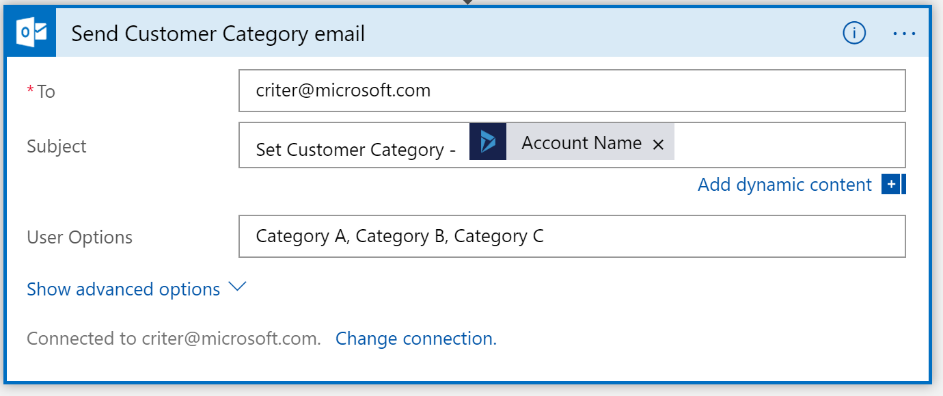 Send Customer Category email
* To
criter@microsoft.com
Subject
Set Customer Category - Account Name ×
Add dynamic content +
User Options
Category A, Category B, Category C
Show advanced options
Connected to criter@microsoft.com. Change connection.